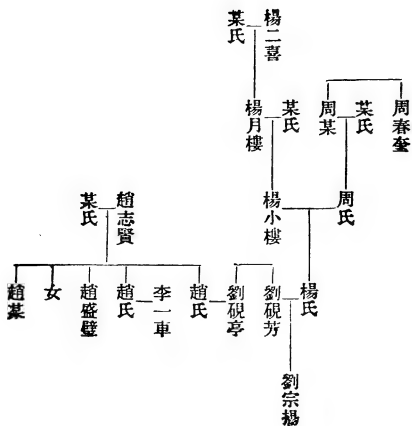 楊二喜
某氏
周春奎
某氏
周某
某氏
楊月樓
周氏
楊小樓
趙志賢
某氏
楊氏
劉硯芳
劉硯亭
趙氏
李一車
趙氏
趙盛璧
女
趙某
劉宗楊